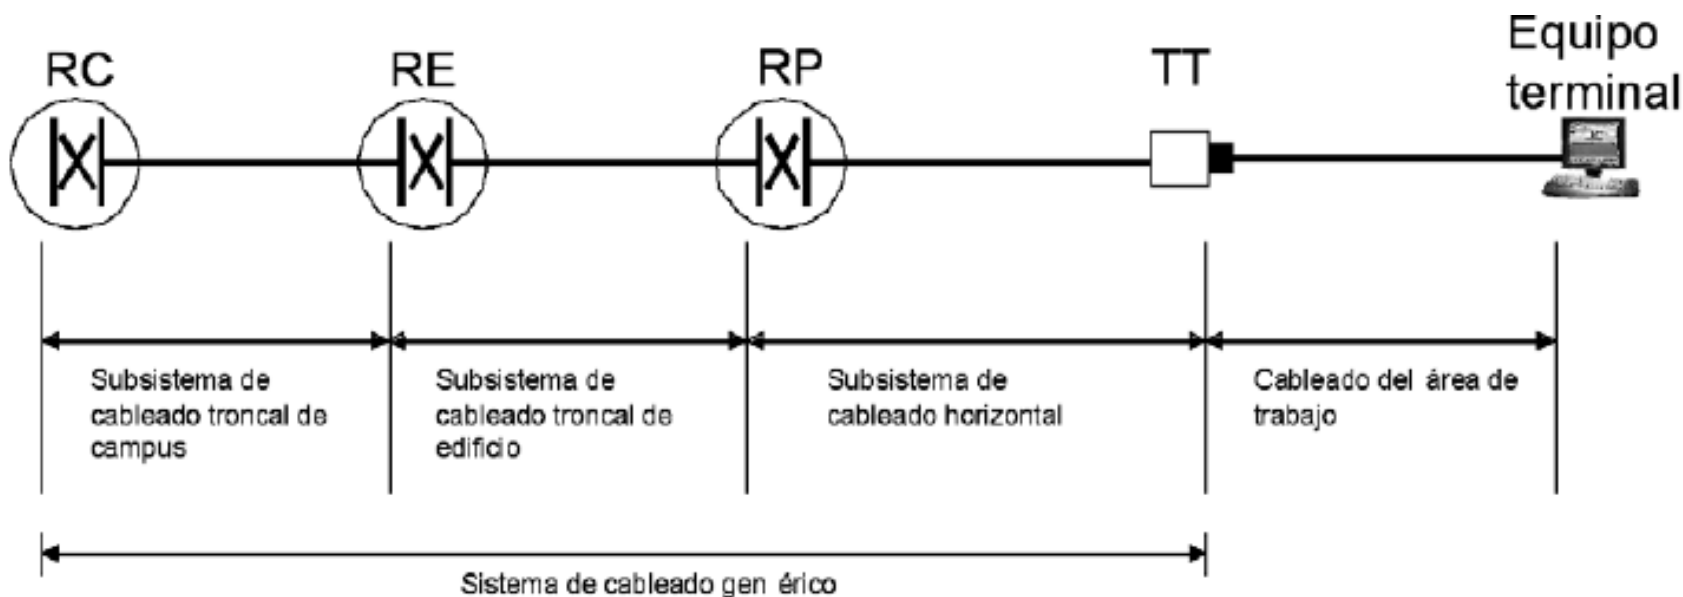 RC
RE
RP
TT
Equipo
terminal
Subsistema de
cableado troncal de
campus
Subsistema de
cableado troncal de
edificio
Subsistema de
cableado horizontal
Cableado del área de
trabajo
Sistema de cableado gen érico